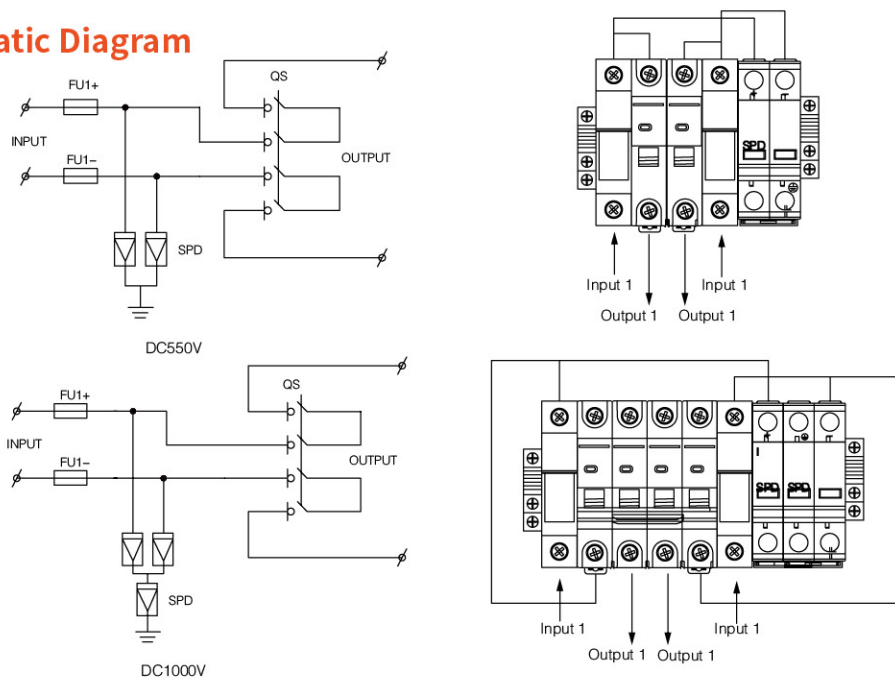 atic Diagram
FU1+
INPUT
FU1−
QS
OUTPUT
SPD
DC550V
SPD
Input 1
Input 1
Output 1
Output 1
FU1+
INPUT
FU1−
QS
OUTPUT
SPD
DC1000V
SPD
SPD
Input 1
Input 1
Output 1
Output 1